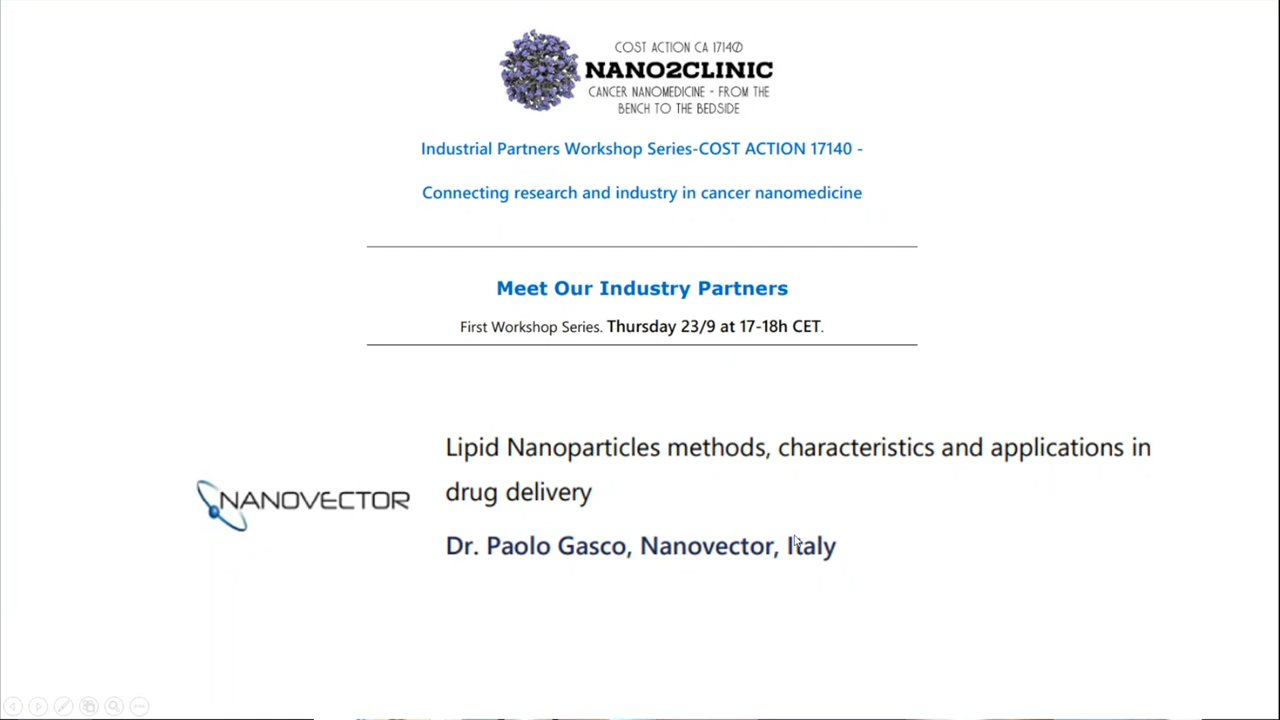 COST ACTION CA 17140
NANO2CLINIC
CANCER NANOMEDICINE - FROM THE
BENCH TO THE BEDSIDE
Industrial Partners Workshop Series-COST ACTION 17140 -
Connecting research and industry in cancer nanomedicine
Meet Our Industry Partners
First Workshop Series. Thursday 23/9 at 17-18h CET.
Lipid Nanoparticles methods, characteristics and applications in
drug delivery
NANOVECTOR
Dr. Paolo Gasco, Nanovector, Italy